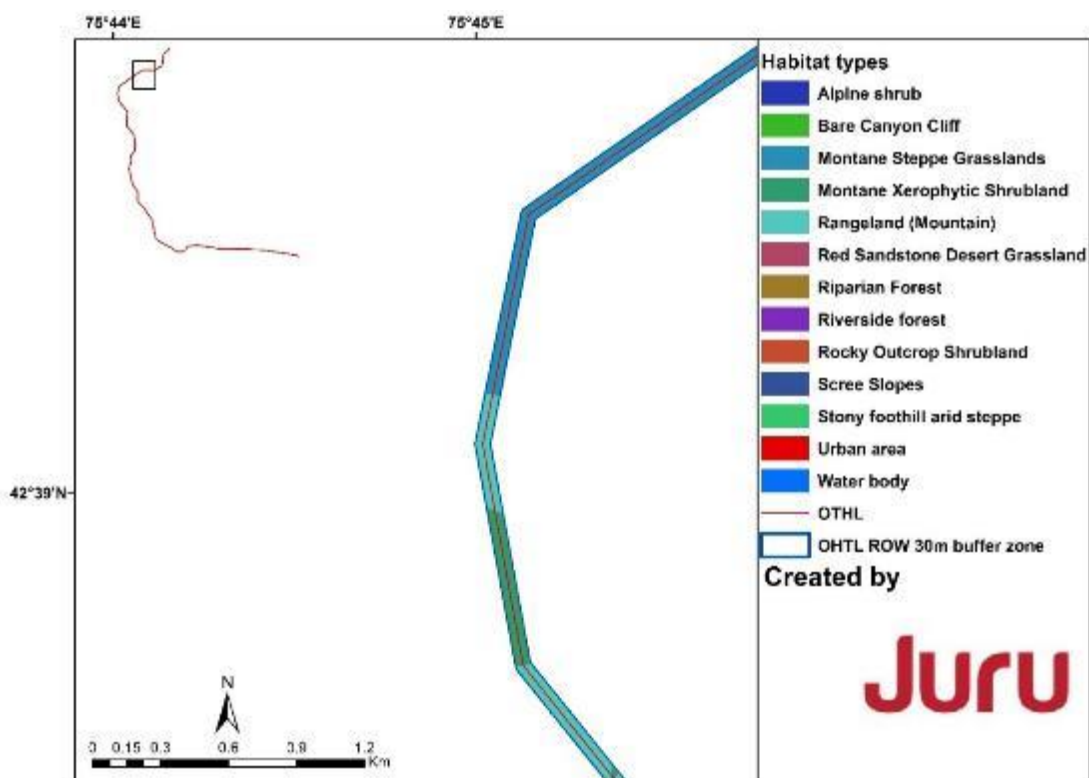 75°44'E
75°45'E
42°39'N
N
0 0.15 0.3 0.6 0.9 1.2
Km
Habitat types
Alpine shrub
Bare Canyon Cliff
Montane Steppe Grasslands
Montane Xerophytic Shrubland
Rangeland (Mountain)
Red Sandstone Desert Grassland
Riparian Forest
Riverside forest
Rocky Outcrop Shrubland
Scree Slopes
Stony foothill arid steppe
Urban area
Water body
OTHL
OHTL ROW 30m buffer zone
Created by
Juru